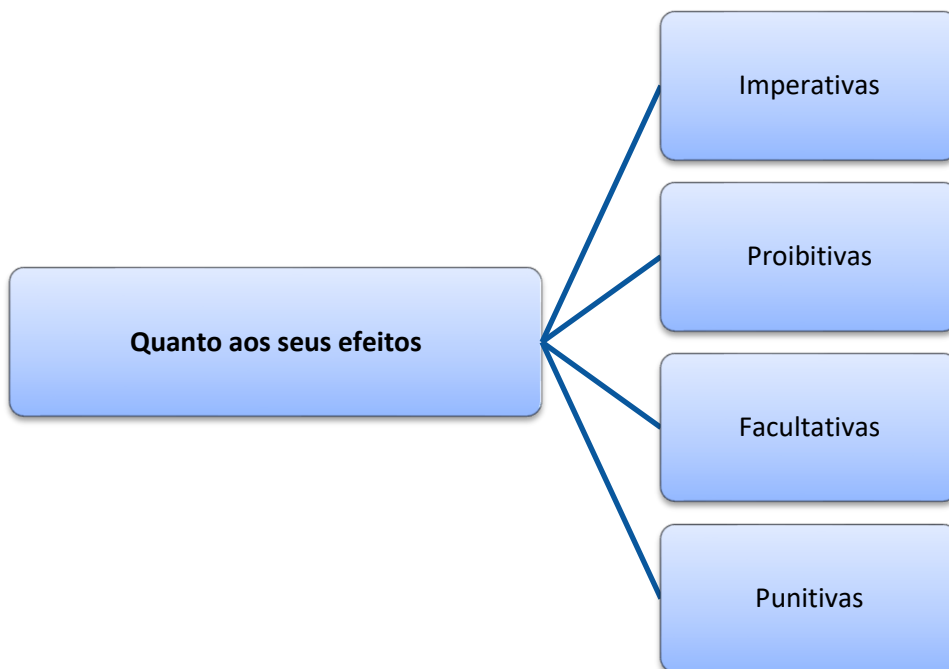 Quanto aos seus efeitos
Imperativas
Proibitivas
Facultativas
Punitivas